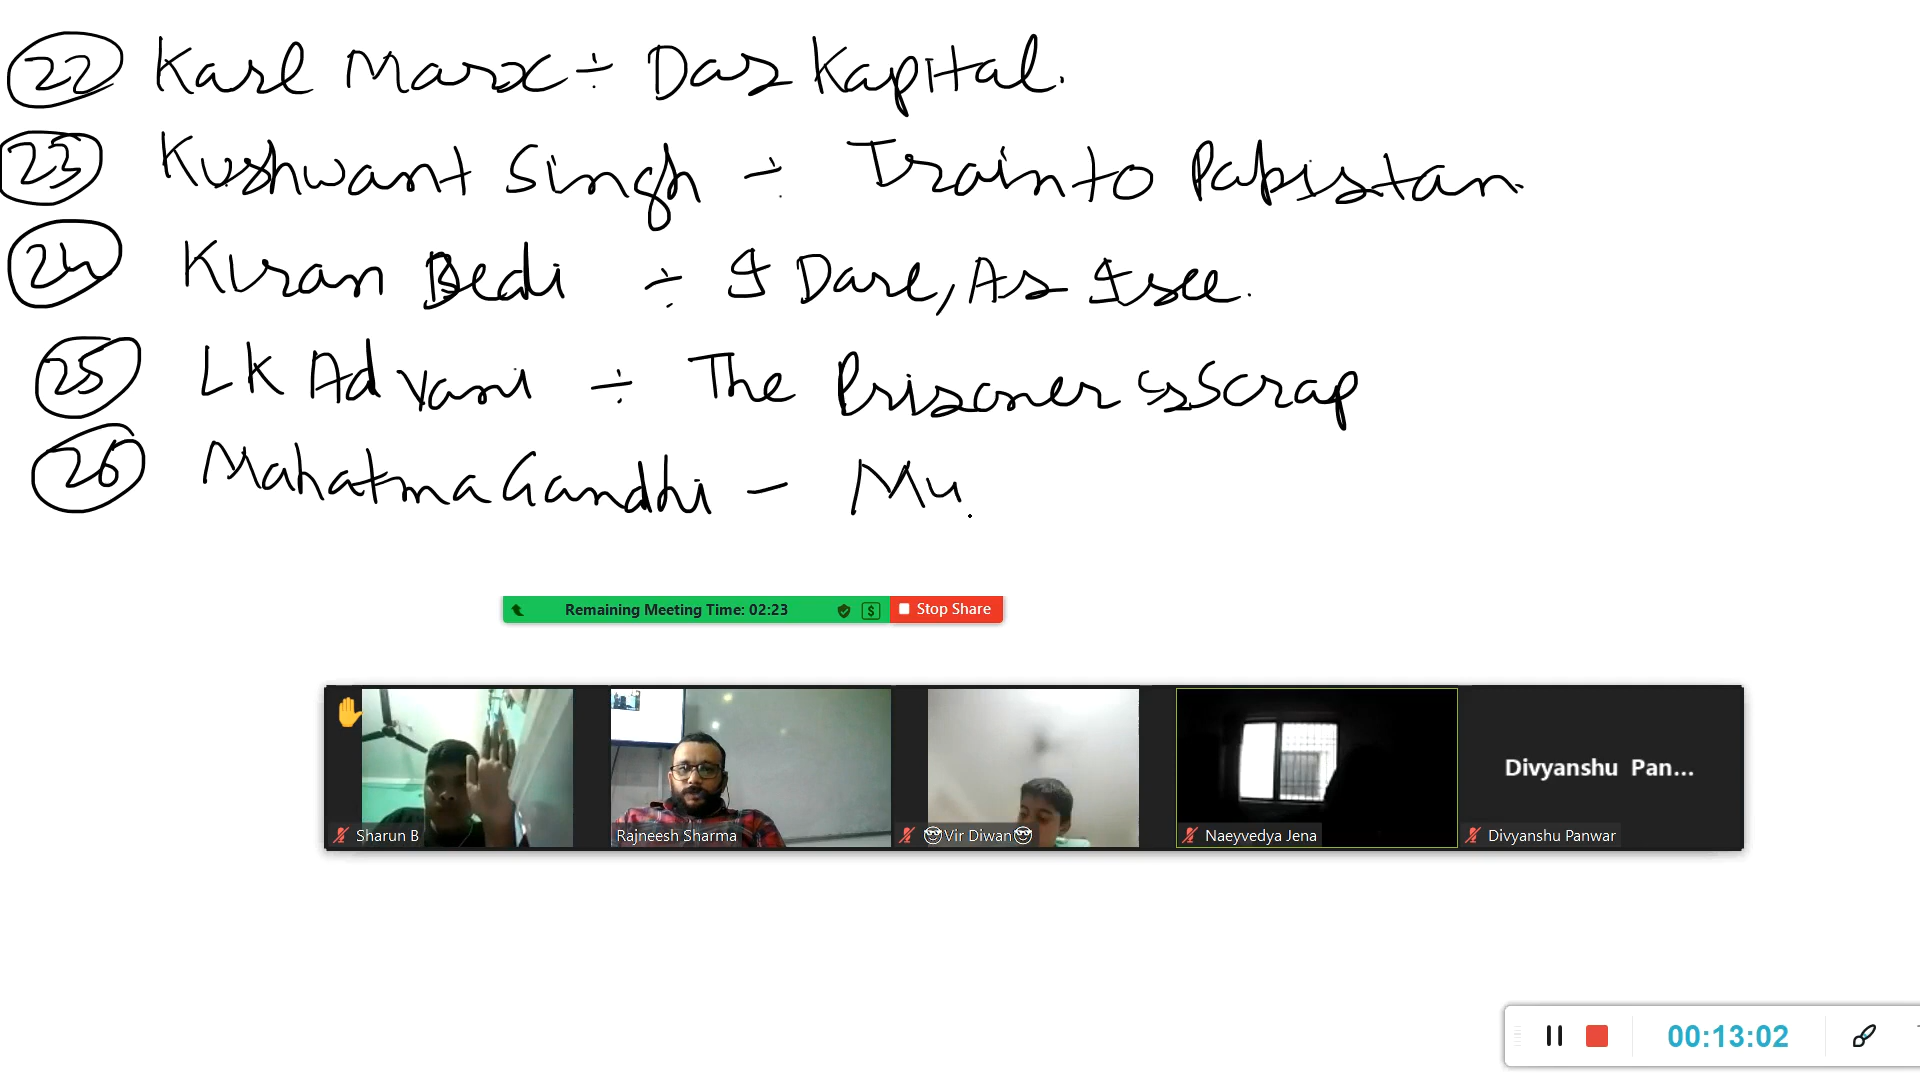 22 Karl Marx ÷ Das Kapital.
23 Kushwant Singh ÷ Train to Pakistan
24 Kiran Bedi ÷ I Dare, As I see.
25 LK Advani ÷ The Prisoner's Scrap
26 Mahatma Gandhi - My
Remaining Meeting Time: 02:23 Stop Share
Divyanshu Pan...
Sharun B Rajneesh Sharma Vir Diwan Naeyvedya Jena Divyanshu Panwar
00:13:02